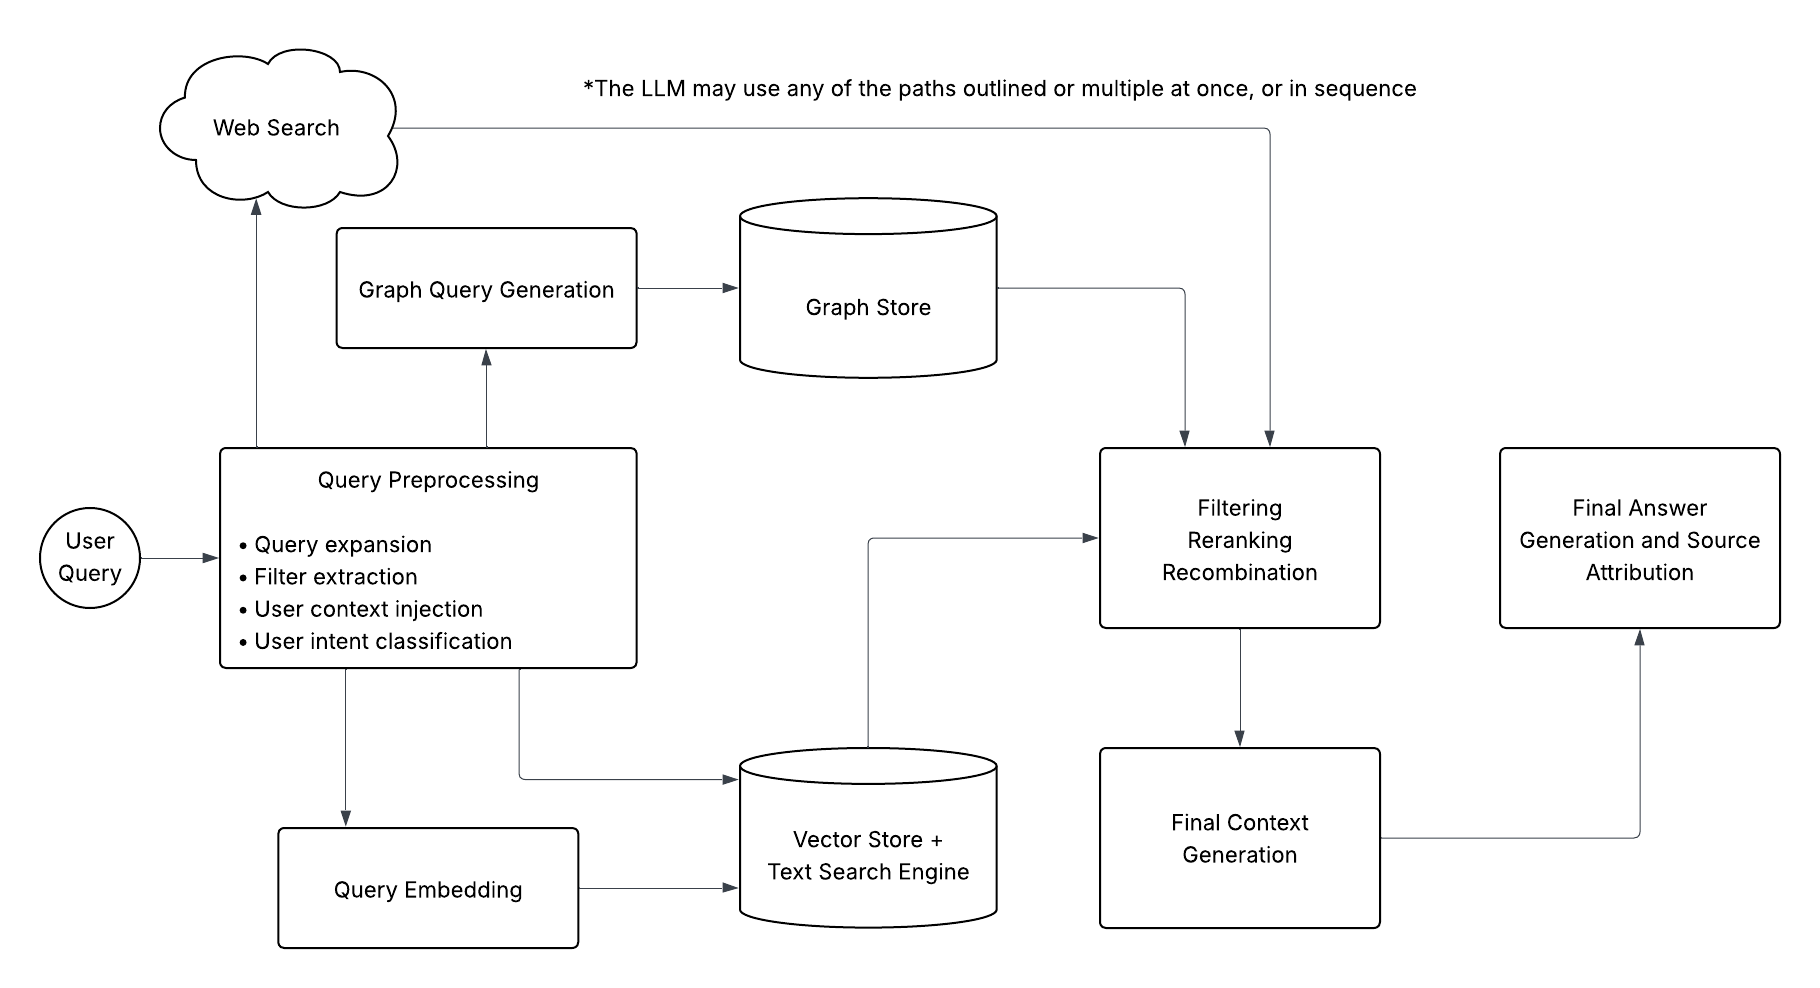 *The LLM may use any of the paths outlined or multiple at once, or in sequence
Web Search
Graph Query Generation
Graph Store
User
Query
Query Preprocessing
• Query expansion
• Filter extraction
• User context injection
• User intent classification
Query Embedding
Vector Store +
Text Search Engine
Filtering
Reranking
Recombination
Final Context
Generation
Final Answer
Generation and Source
Attribution